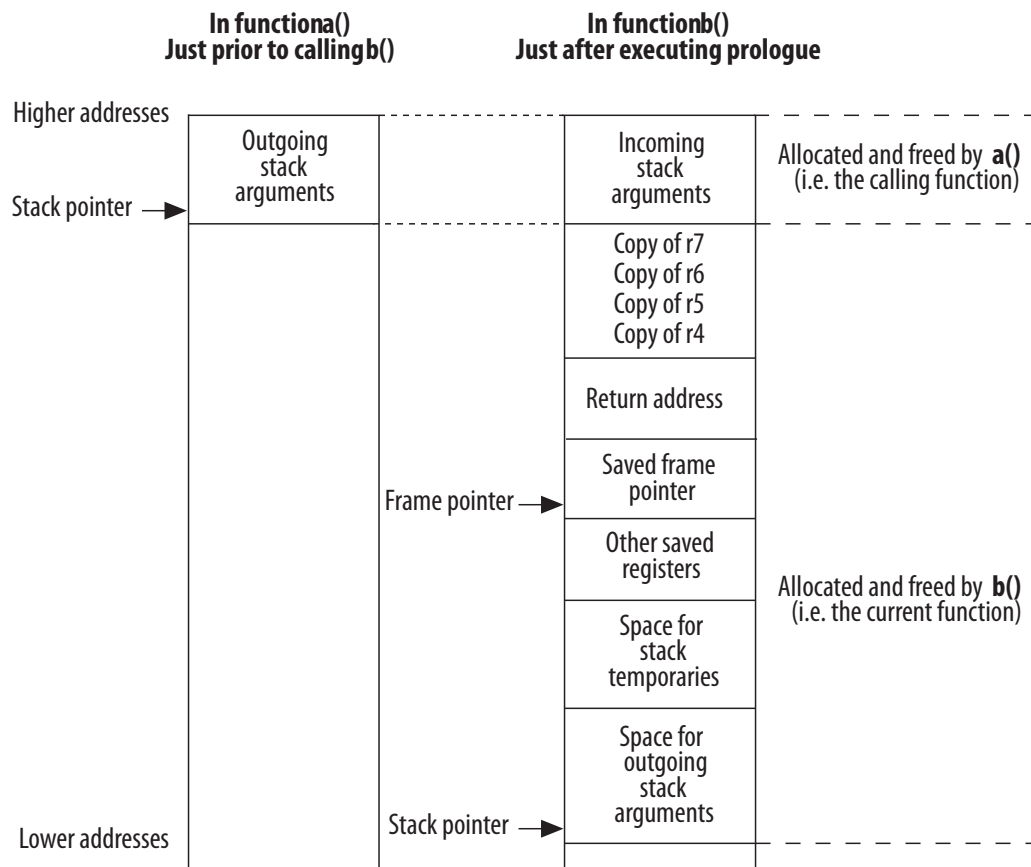 In functiona()
Just prior to callingb()
In functionb()
Just after executing prologue
Higher addresses
Outgoing
stack
arguments
Incoming
stack
arguments
Allocated and freed by a()
(i.e. the calling function)
Stack pointer
Copy of r7
Copy of r6
Copy of r5
Copy of r4
Return address
Saved frame
pointer
Frame pointer
Other saved
registers
Allocated and freed by b()
(i.e. the current function)
Space for
stack
temporaries
Space for
outgoing
stack
arguments
Stack pointer
Lower addresses